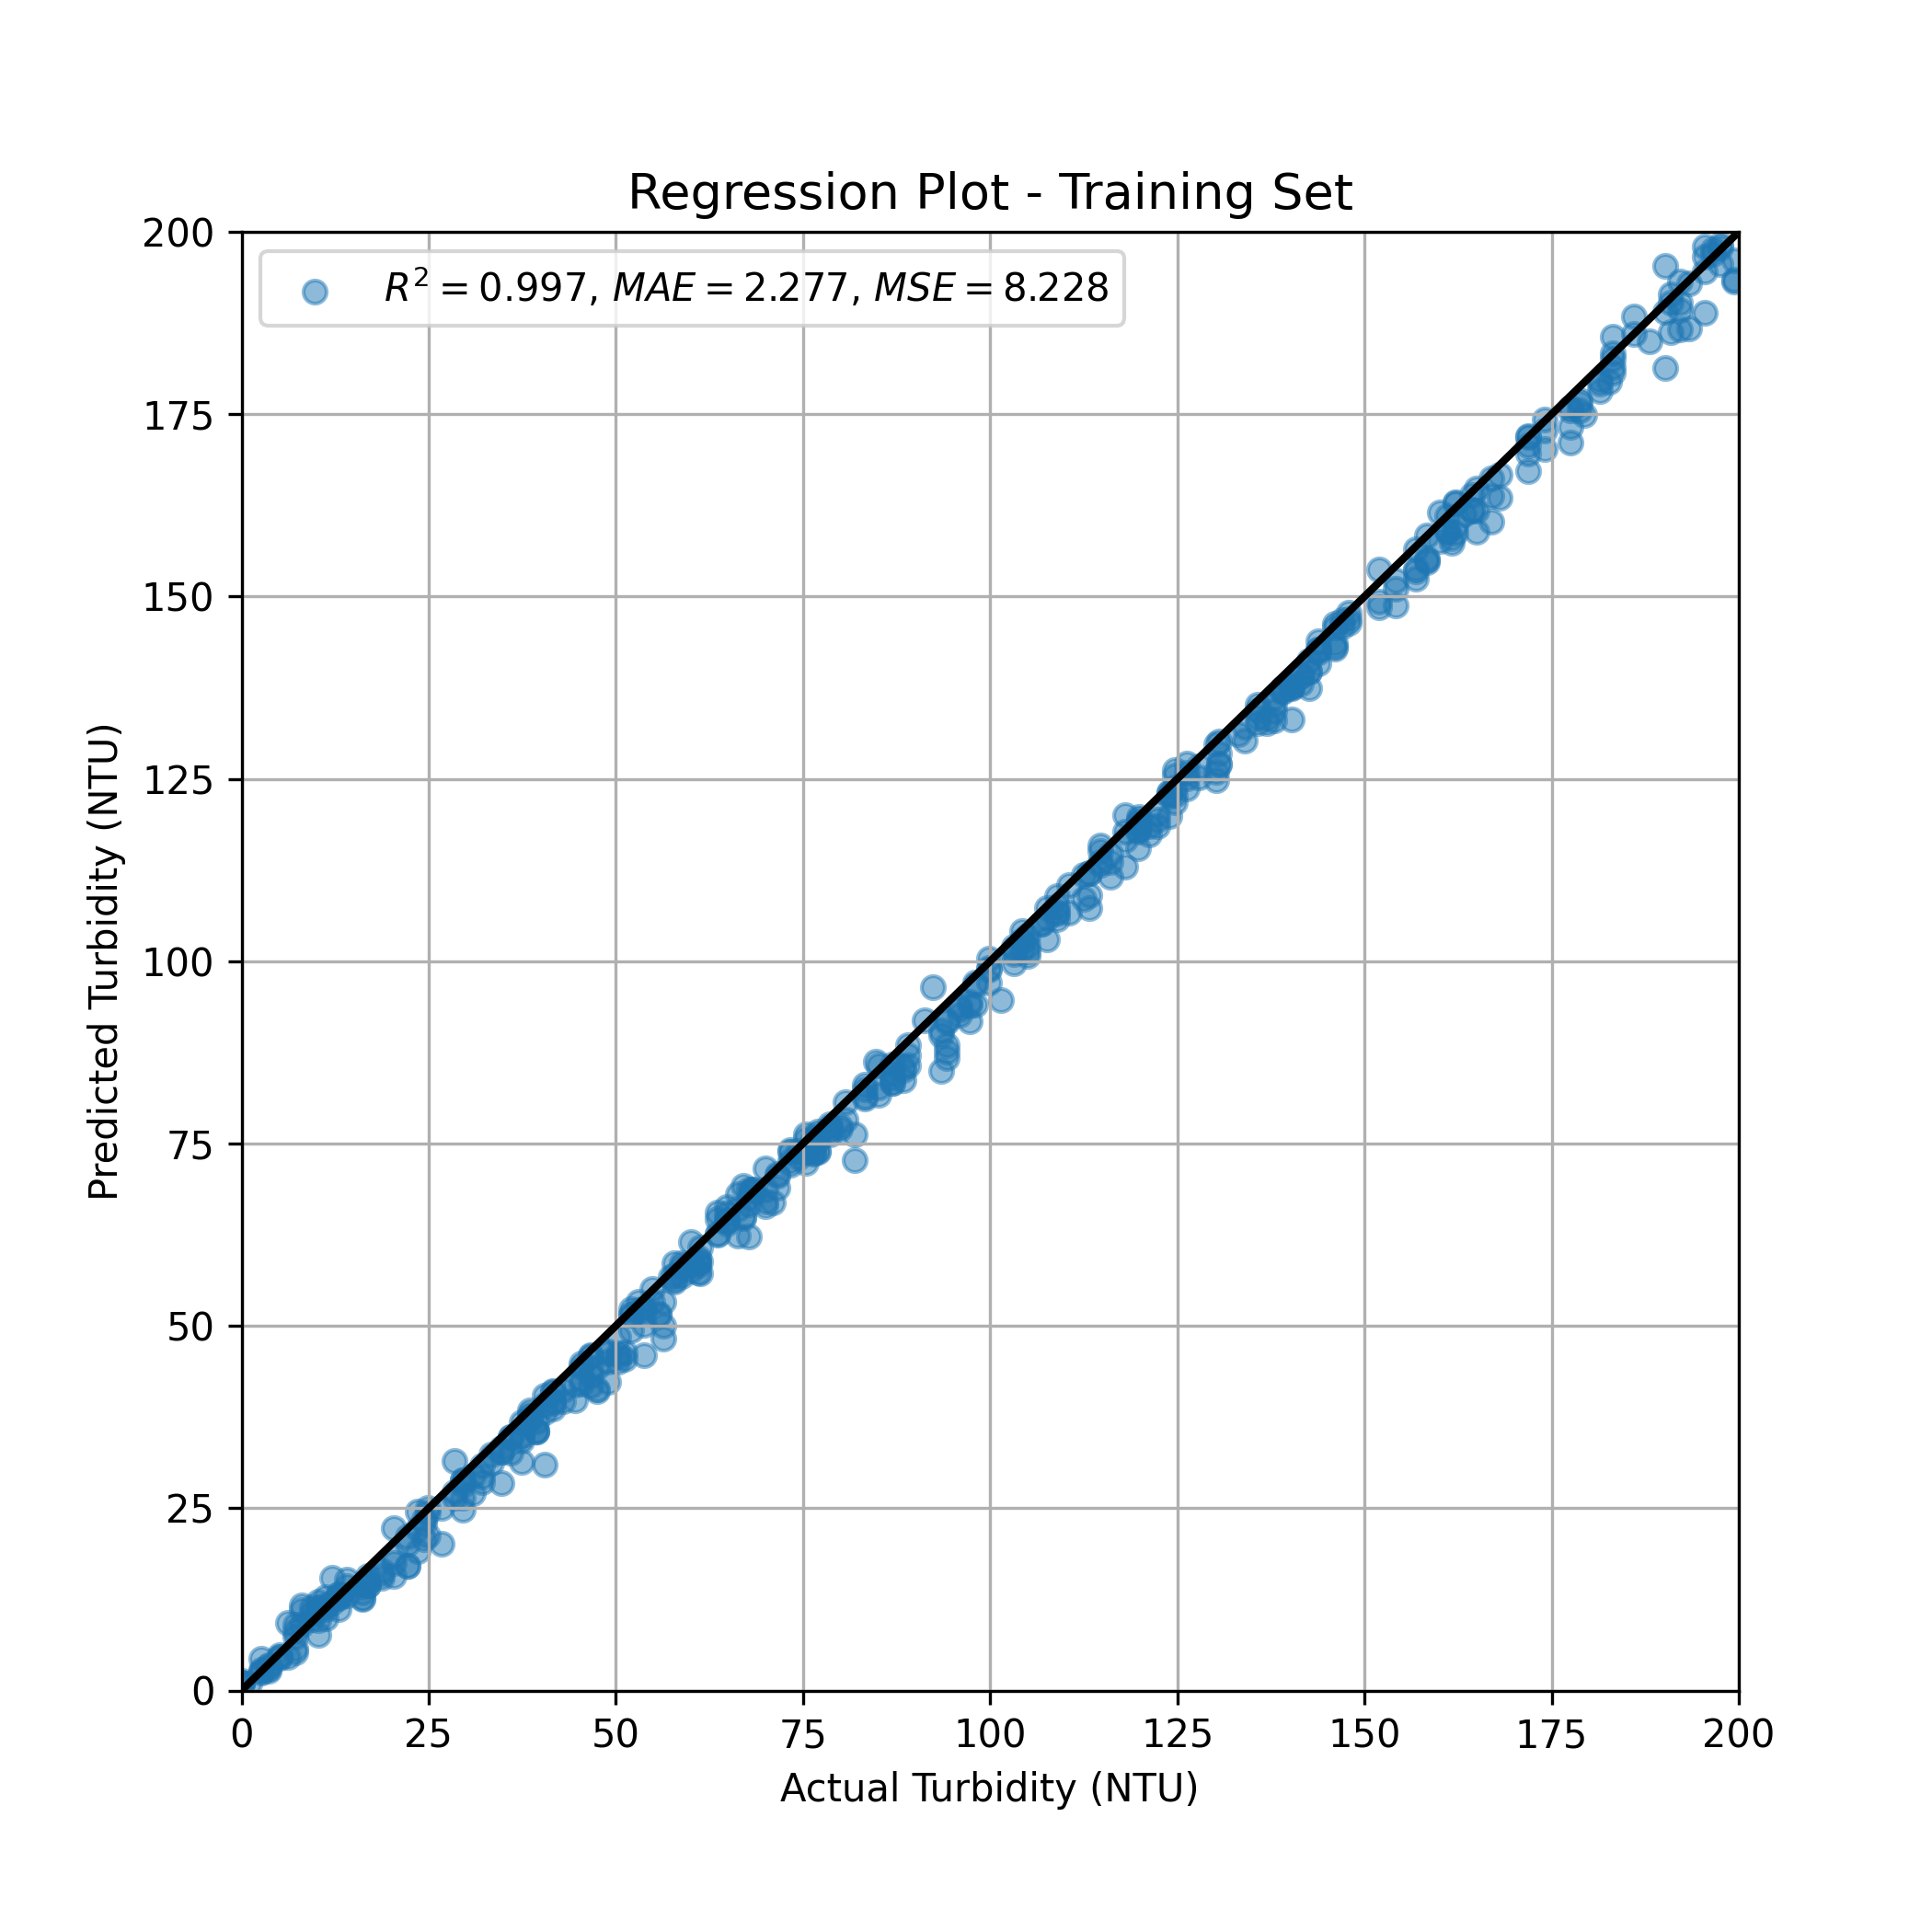 Regression Plot - Training Set
R² = 0.997, MAE = 2.277, MSE = 8.228
200
175
150
125
100
75
50
25
0
Predicted Turbidity (NTU)
0 25 50 75 100 125 150 175 200
Actual Turbidity (NTU)